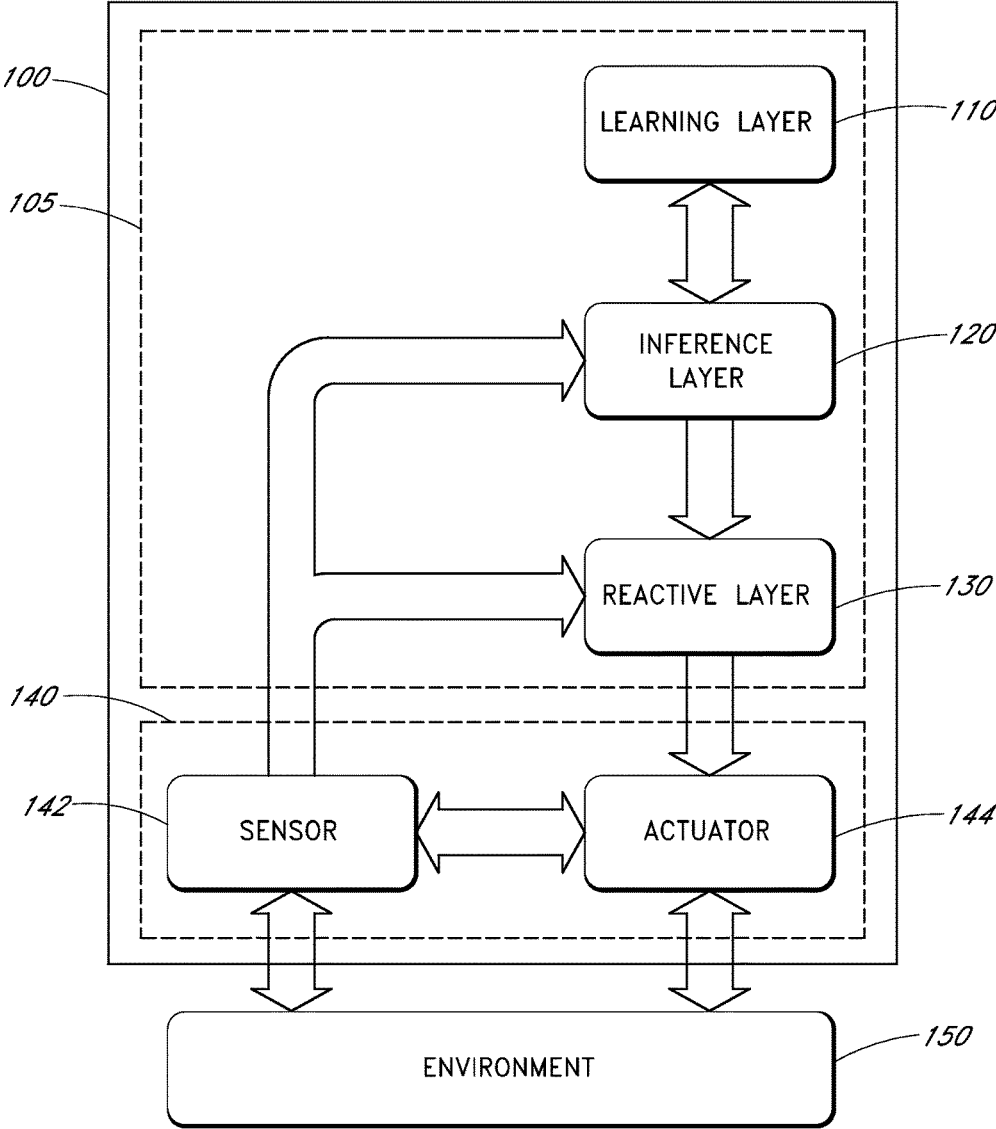 100
LEARNING LAYER
110
105
INFERENCE
LAYER
120
REACTIVE LAYER
130
140
142
SENSOR
ACTUATOR
144
ENVIRONMENT
150